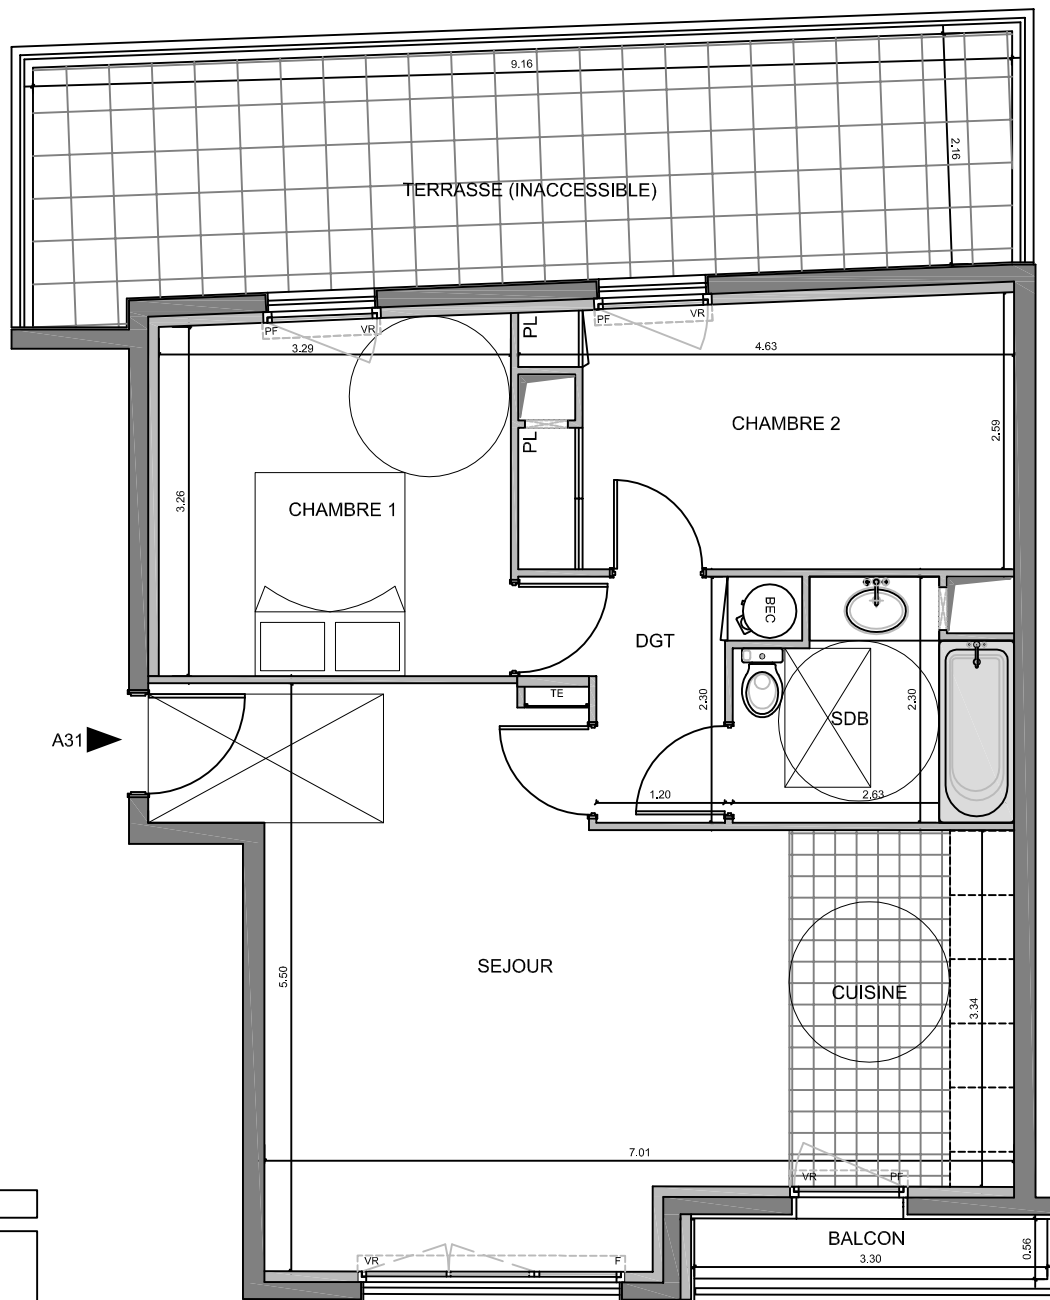 9.16
2.16
TERRASSE (INACCESSIBLE)
PF VR
PF VR
3.29
PL
4.63
CHAMBRE 2
2.59
PL
3.26
CHAMBRE 1
BEC
DGT
TE
2.30
2.30
SDB
A31
1.20
2.63
5.50
SEJOUR
CUISINE
3.34
7.01
VR PF
BALCON
3.30
0.56
VR F